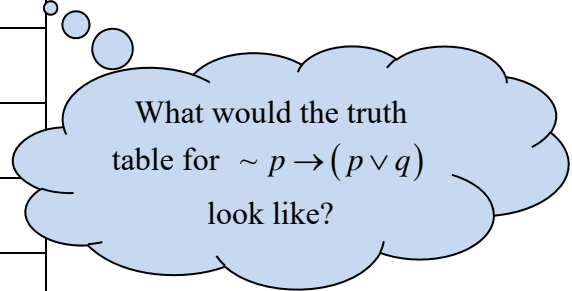 What would the truth
table for ~ p → ( p ∨ q )
look like?